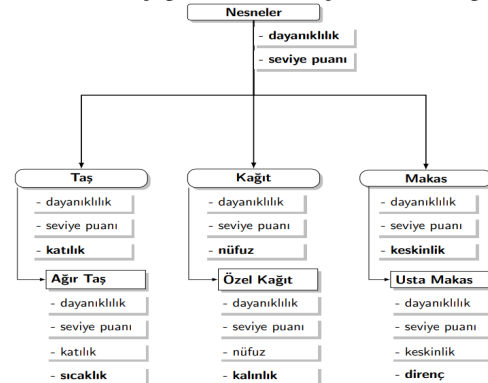 Nesneler
- dayanıklılık
- seviye puanı
Taş
- dayanıklılık
- seviye puanı
- katılık
Ağır Taş
- dayanıklılık
- seviye puanı
- katılık
- sıcaklık
Kağıt
- dayanıklılık
- seviye puanı
- nüfuz
Özel Kağıt
- dayanıklılık
- seviye puanı
- nüfuz
- kalınlık
Makas
- dayanıklılık
- seviye puanı
- keskinlik
Usta Makas
- dayanıklılık
- seviye puanı
- keskinlik
- direnç